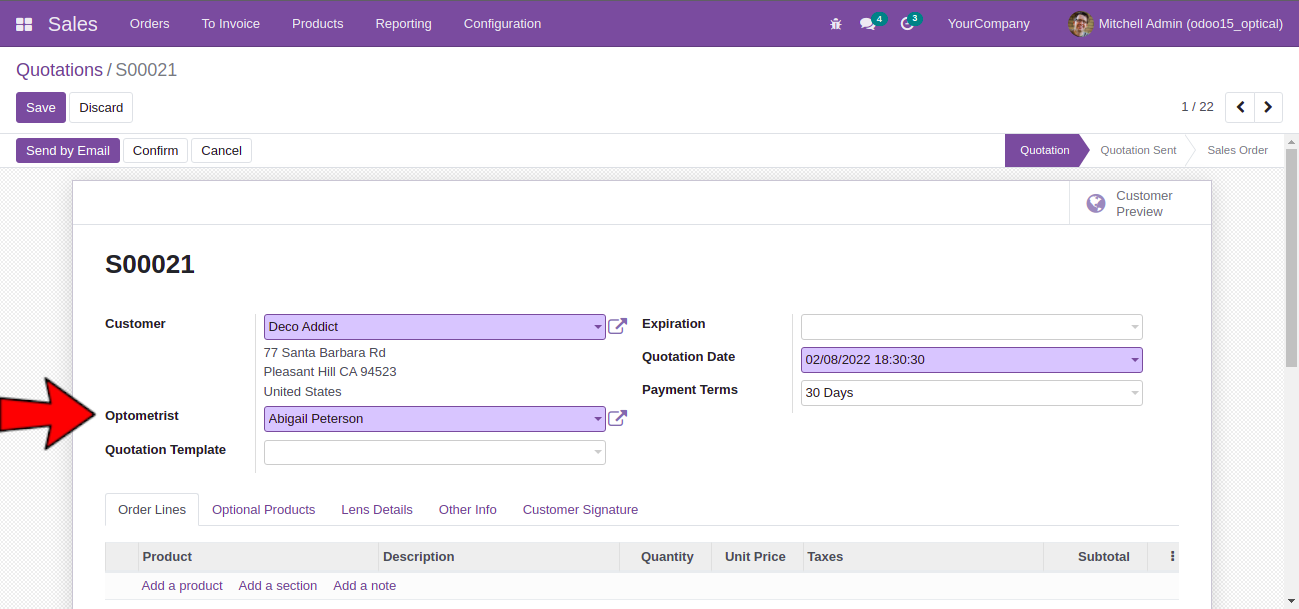 Sales Orders To Invoice Products Reporting Configuration 4 3 YourCompany Mitchell Admin (odoo15_optical)
Quotations / S00021
Save Discard 1 / 22
Send by Email Confirm Cancel Quotation Quotation Sent Sales Order
Customer
Preview
S00021
Customer Deco Addict Expiration
77 Santa Barbara Rd
Quotation Date 02/08/2022 18:30:30
Pleasant Hill CA 94523
United States
Payment Terms 30 Days
Optometrist Abigail Peterson
Quotation Template
Order Lines Optional Products Lens Details Other Info Customer Signature
Product Description Quantity Unit Price Taxes Subtotal
Add a product Add a section Add a note